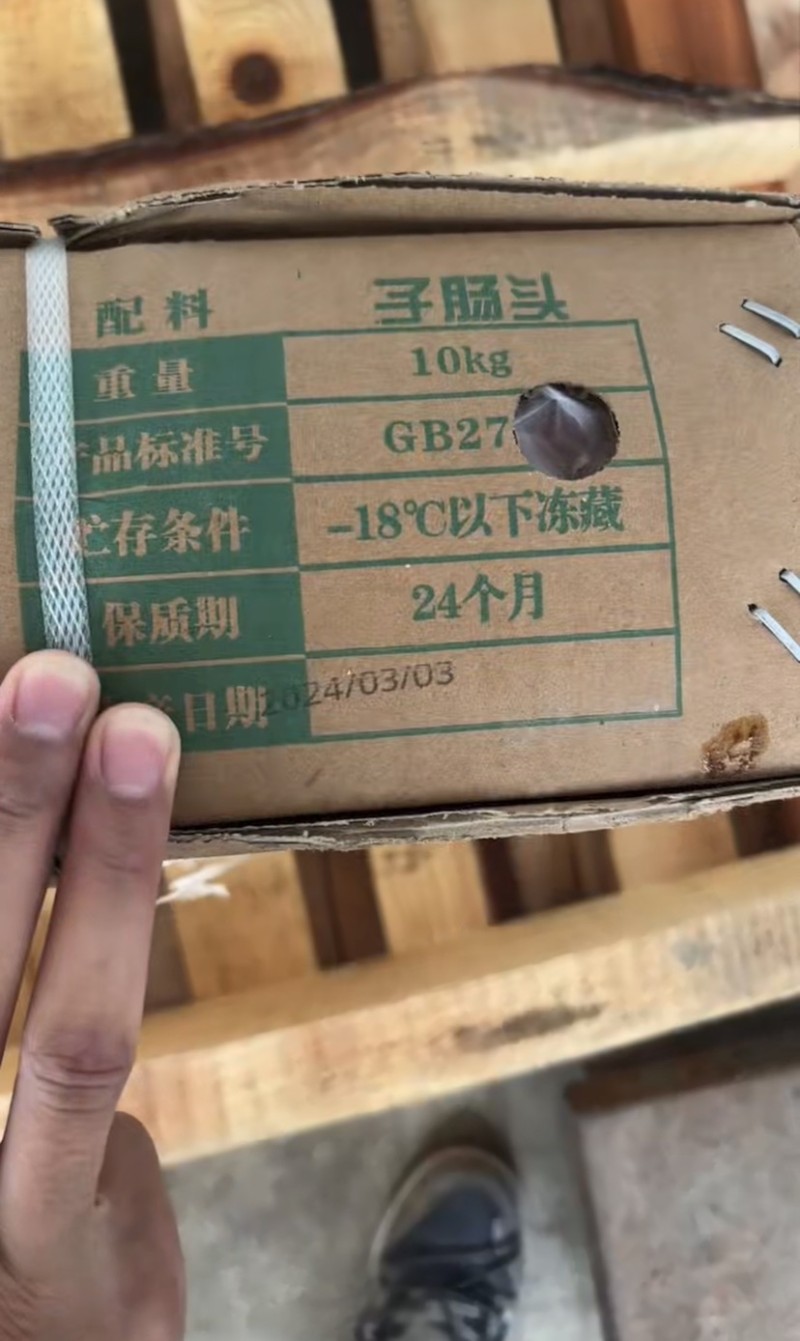 配料 子肠头
重量 10kg
品标准号 GB27
贮存条件 -18℃以下冻藏
保质期 24个月
日期 2024/03/03